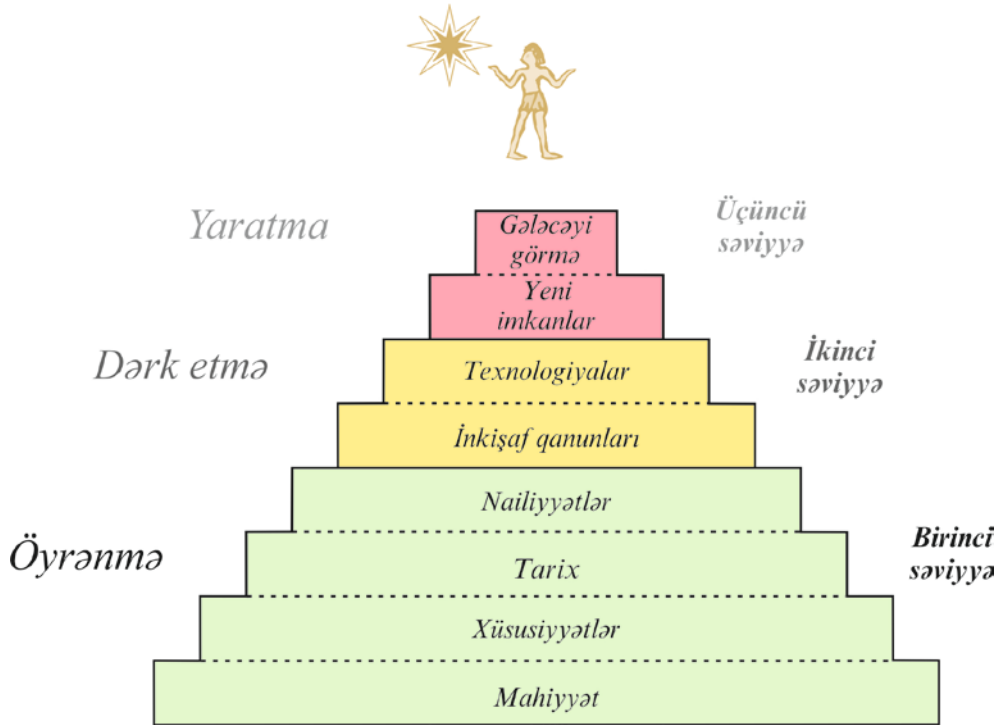 Yaratma
Gələcəyi
görmə
Üçüncü
səviyyə
Yeni
imkanlar
Dərk etmə
Texnologiyalar
İkinci
səviyyə
İnkişaf qanunları
Nailiyyətlər
Öyrənmə
Tarix
Birinci
səviyyə
Xüsusiyyətlər
Mahiyyət